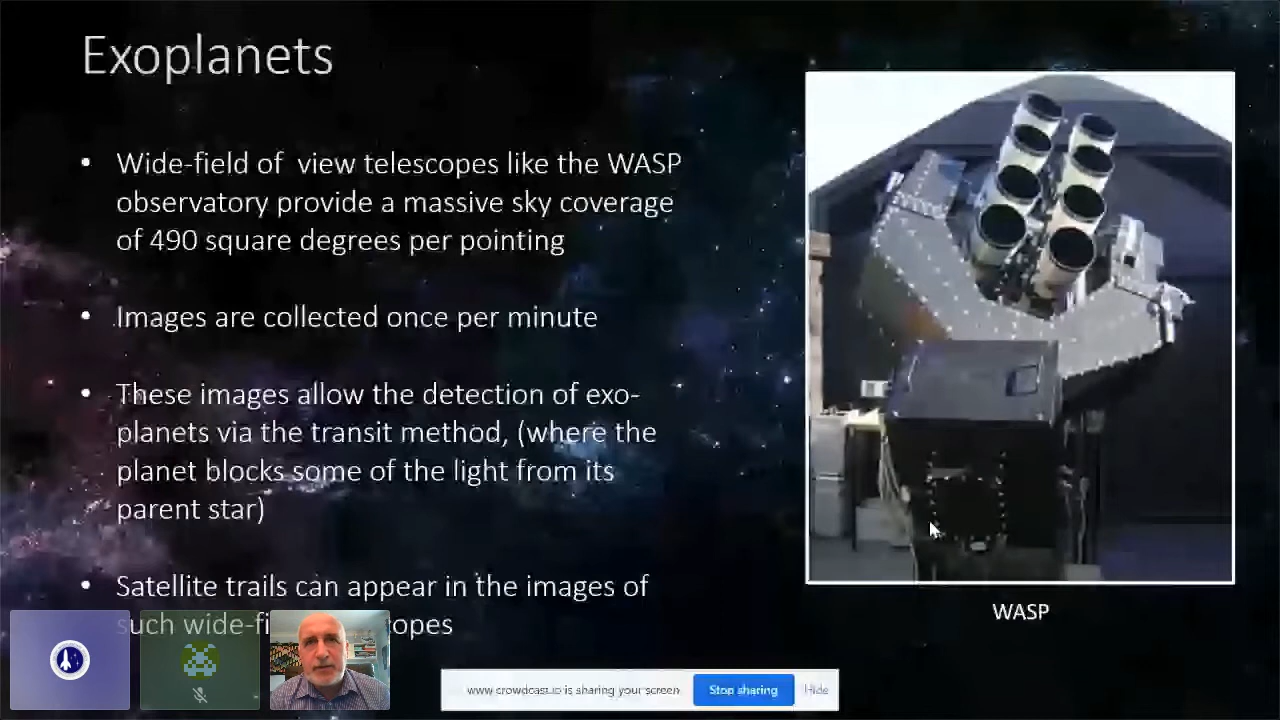 Exoplanets
• Wide-field of view telescopes like the WASP
observatory provide a massive sky coverage
of 490 square degrees per pointing
• Images are collected once per minute
• These images allow the detection of exo-
planets via the transit method, (where the
planet blocks some of the light from its
parent star)
• Satellite trails can appear in the images of
such
WASP
www.crowdcast.io is sharing your screen.
Stop sharing
Hide